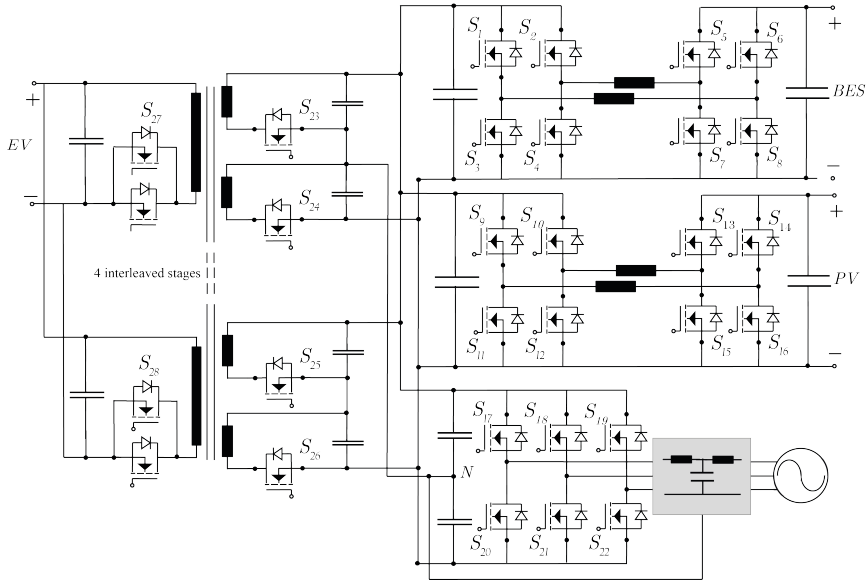 S1 S2 S5 S6
+
BES
S3 S4 S7 S8
−
EV
+
−
S27
S23
S24
4 interleaved stages
S9 S10 S13 S14
+
PV
S11 S12 S15 S16
−
S28
S25
S26
S17 S18 S19
N
S20 S21 S22